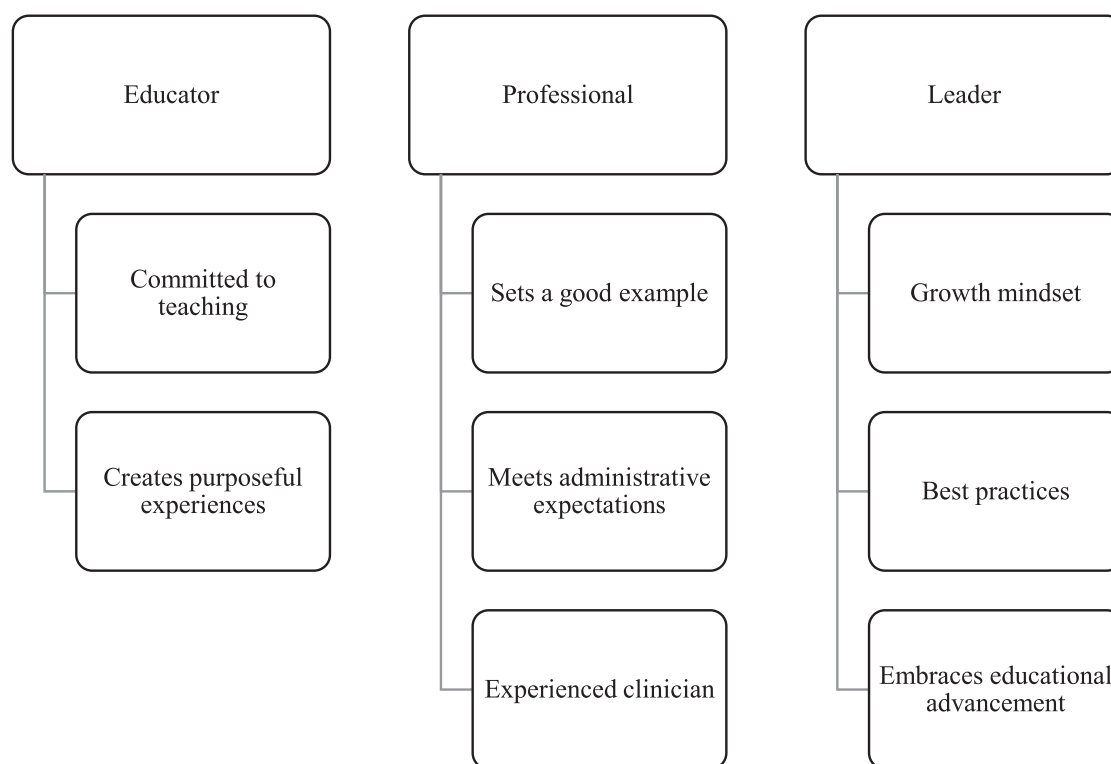 Educator
Committed to
teaching
Creates purposeful
experiences
Professional
Sets a good example
Meets administrative
expectations
Experienced clinician
Leader
Growth mindset
Best practices
Embraces educational
advancement